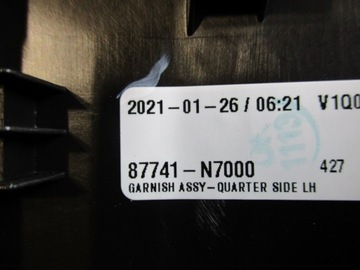 2021-01-26 / 06:21 V1Q0
87741-N7000 427
GARNISH ASSY-QUARTER SIDE LH